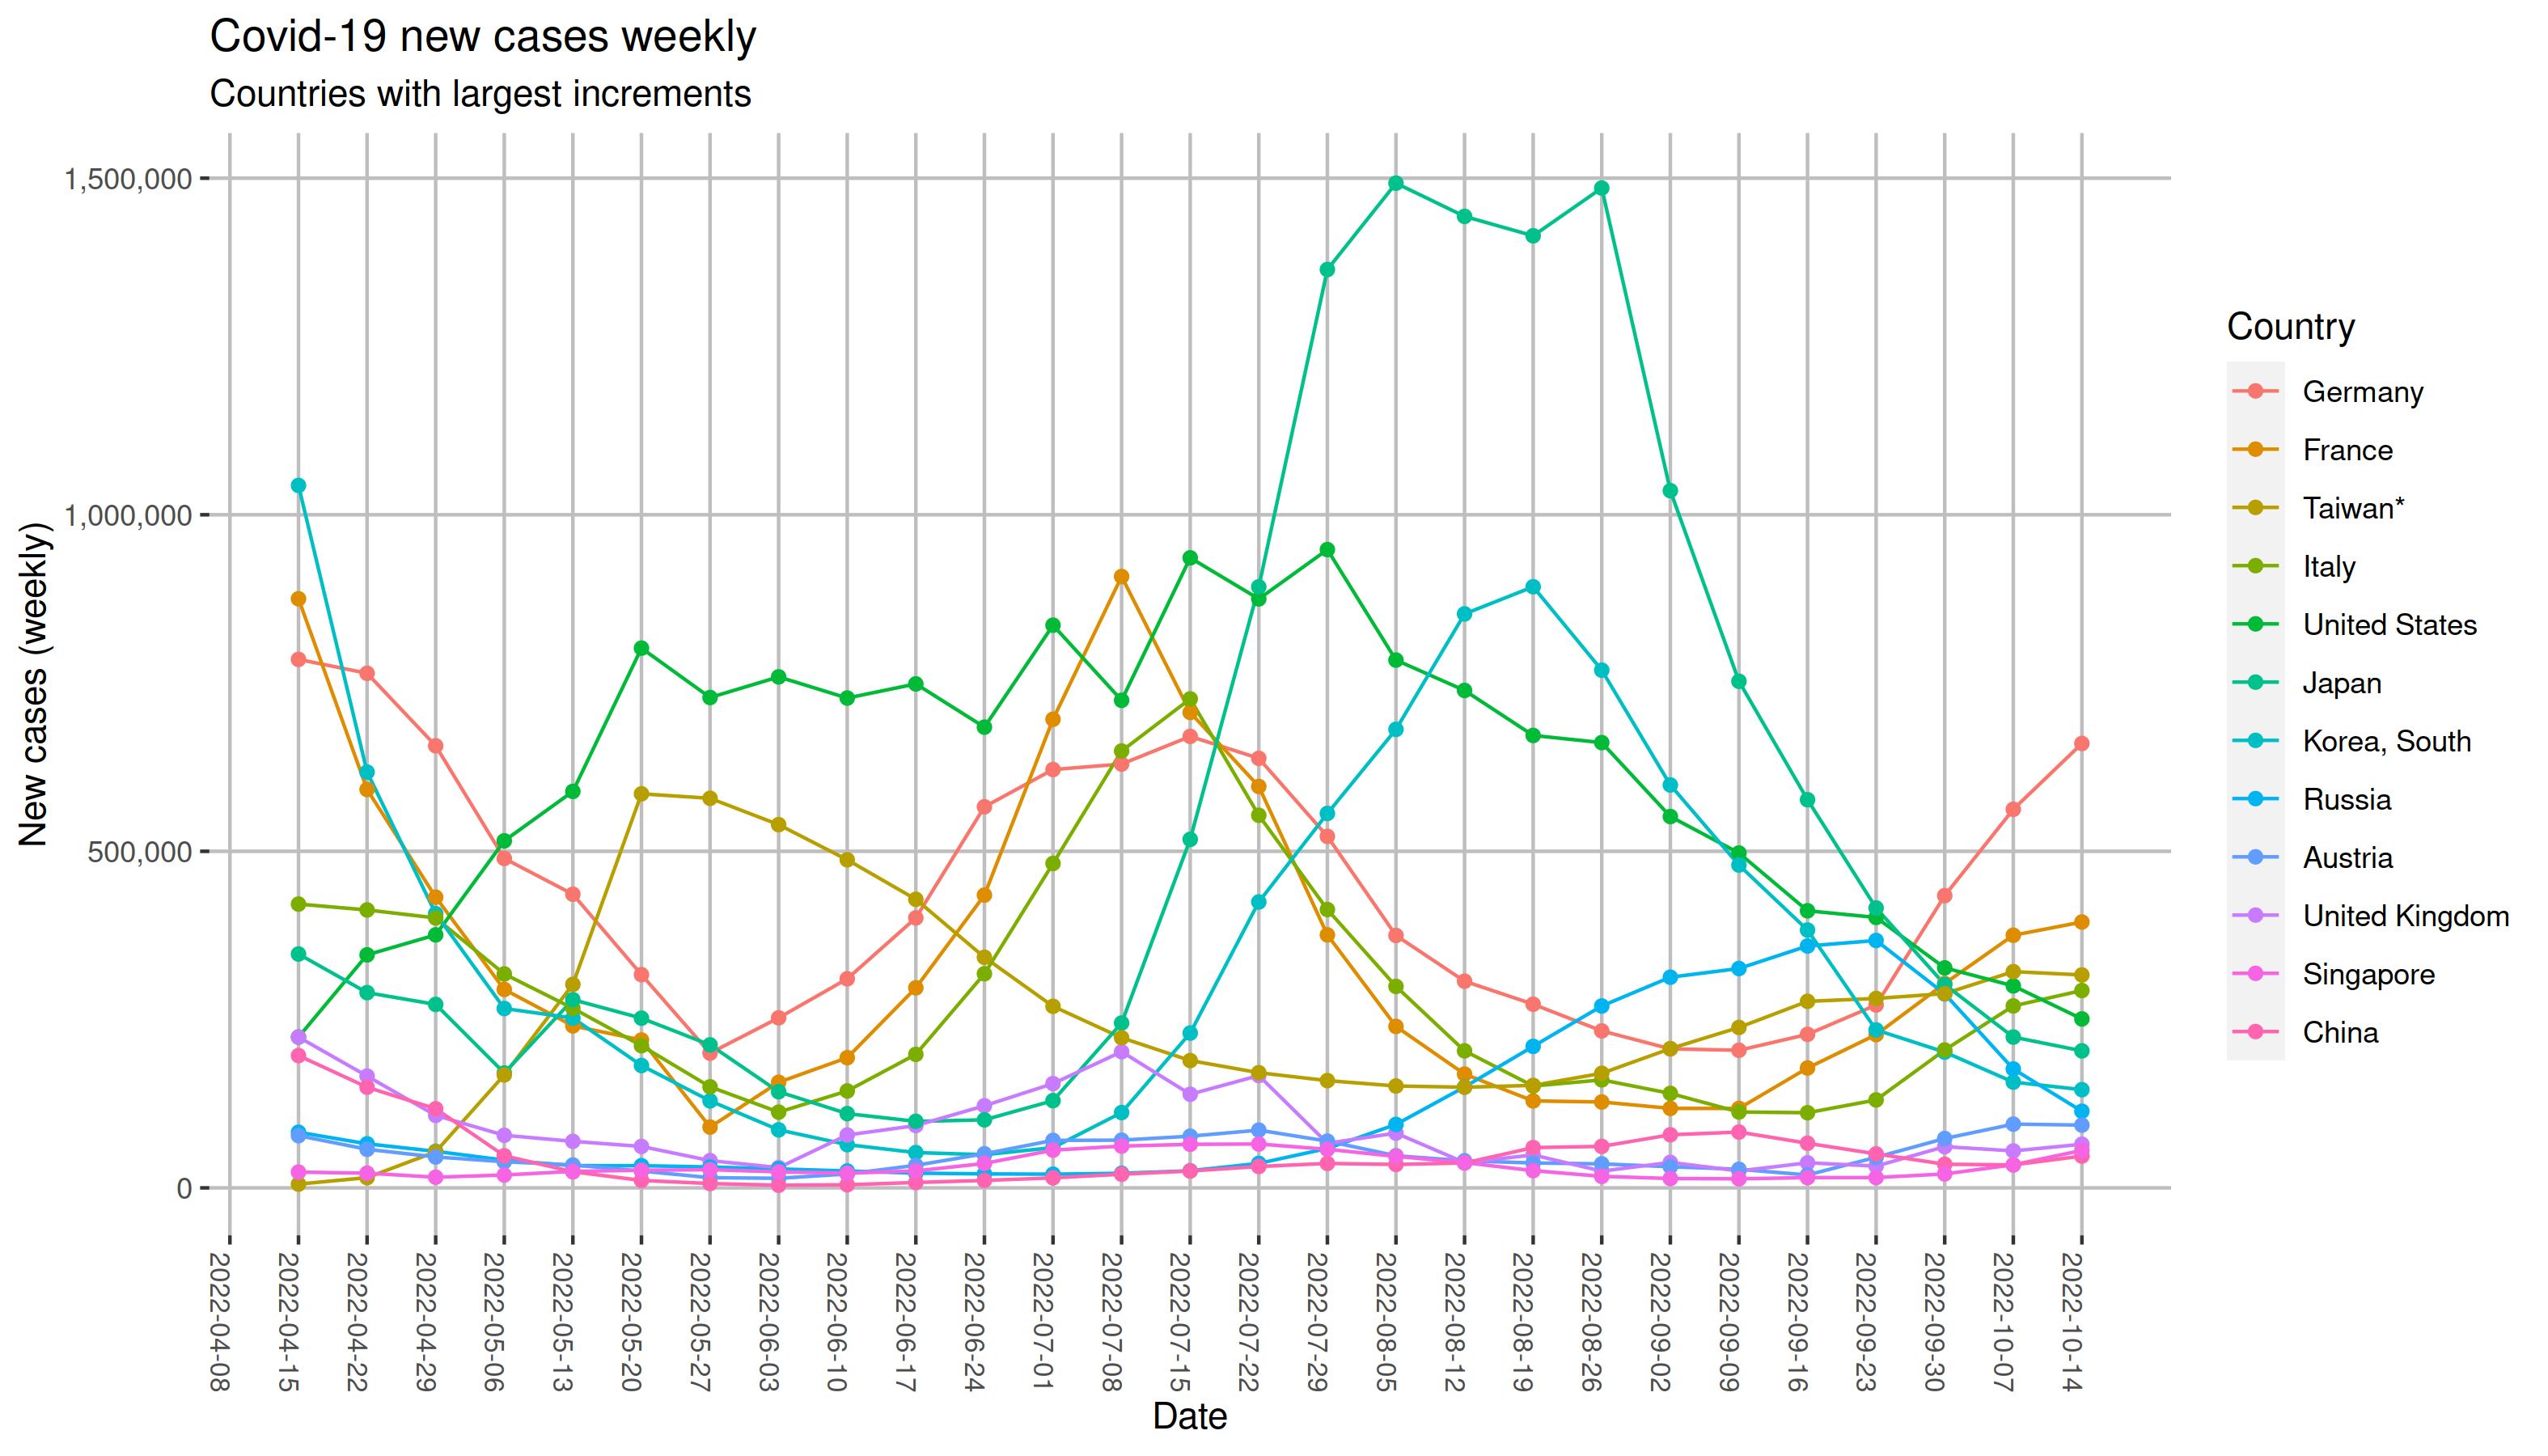 Covid-19 new cases weekly
Countries with largest increments
New cases (weekly)
1,500,000
1,000,000
500,000
0
2022-04-08
2022-04-15
2022-04-22
2022-04-29
2022-05-06
2022-05-13
2022-05-20
2022-05-27
2022-06-03
2022-06-10
2022-06-17
2022-06-24
2022-07-01
2022-07-08
2022-07-15
2022-07-22
2022-07-29
2022-08-05
2022-08-12
2022-08-19
2022-08-26
2022-09-02
2022-09-09
2022-09-16
2022-09-23
2022-09-30
2022-10-07
2022-10-14
Date
Country
Germany
France
Taiwan*
Italy
United States
Japan
Korea, South
Russia
Austria
United Kingdom
Singapore
China